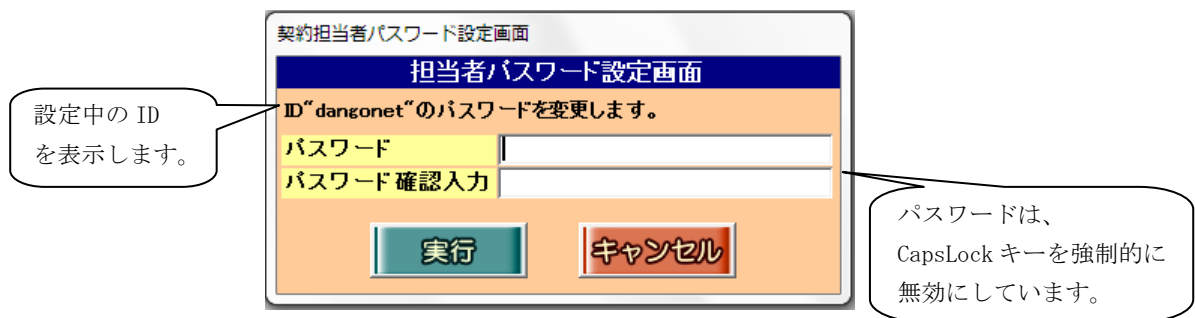 契約担当者パスワード設定画面
担当者パスワード設定画面
設定中の ID
を表示します。
ID"dangonet"のパスワードを変更します。
パスワード
パスワード確認入力
実行
キャンセル
パスワードは、
CapsLock キーを強制的に
無効にしています。